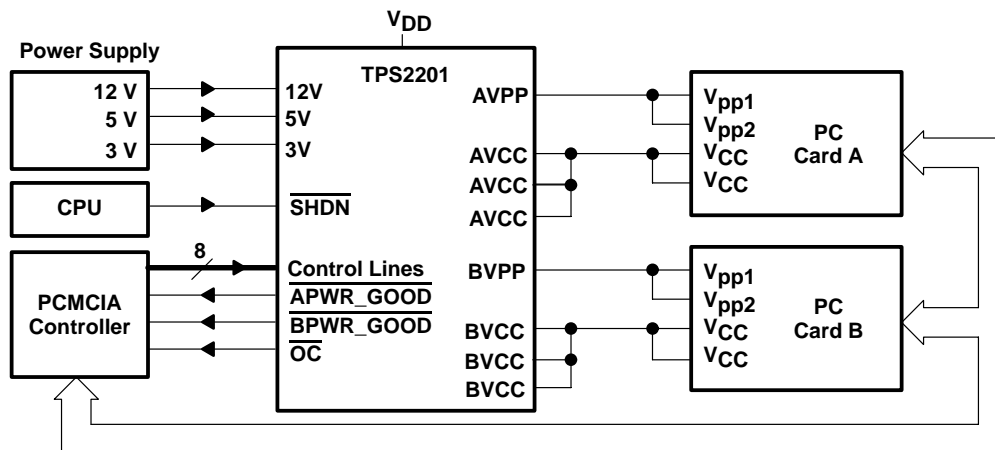 VDD
Power Supply
12 V
5 V
3 V
CPU
8
PCMCIA
Controller
TPS2201
12V
5V
3V
SHDN
Control Lines
APWR_GOOD
BPWR_GOOD
OC
AVPP
AVCC
AVCC
AVCC
BVPP
BVCC
BVCC
BVCC
Vpp1
Vpp2
VCC
VCC
PC
Card A
Vpp1
Vpp2
VCC
VCC
PC
Card B